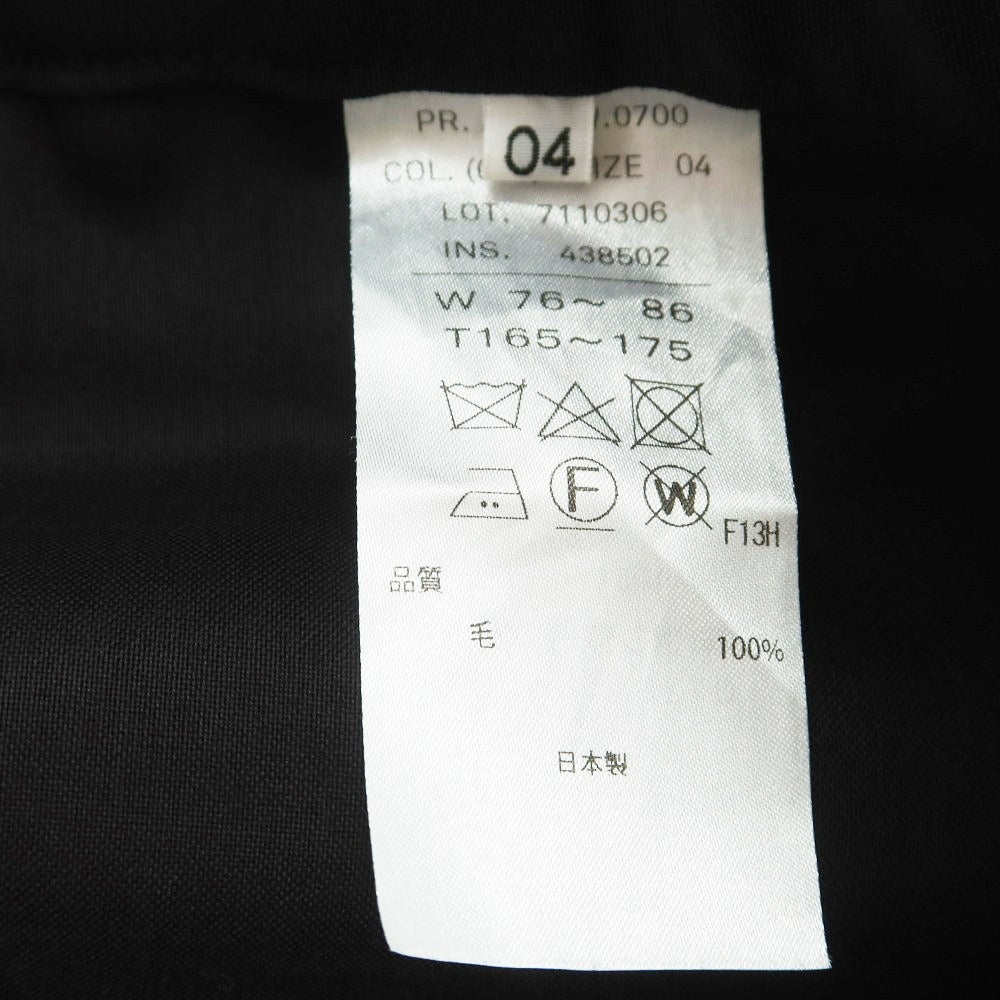 PR. .0700
04
COL. SIZE 04
LOT. 7110306
INS. 438502
W 76～ 86
T165～175
F W
F13H
品質
毛 100%
日本製